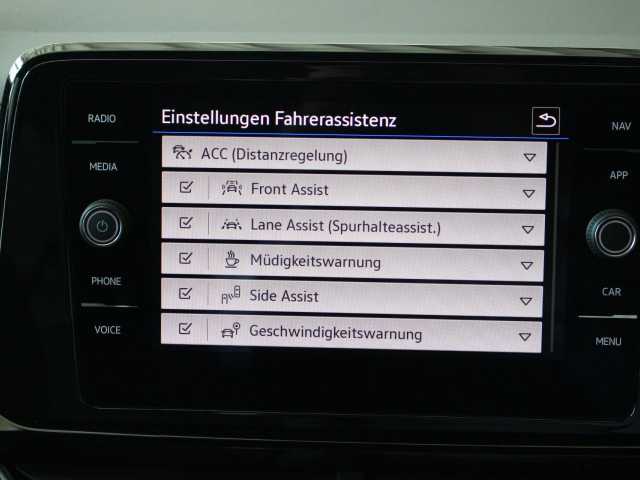 Einstellungen Fahrerassistenz
RADIO
MEDIA
PHONE
VOICE
ACC (Distanzregelung)
Front Assist
Lane Assist (Spurhalteassist.)
Müdigkeitswarnung
Side Assist
Geschwindigkeitswarnung
NAV
APP
CAR
MENU